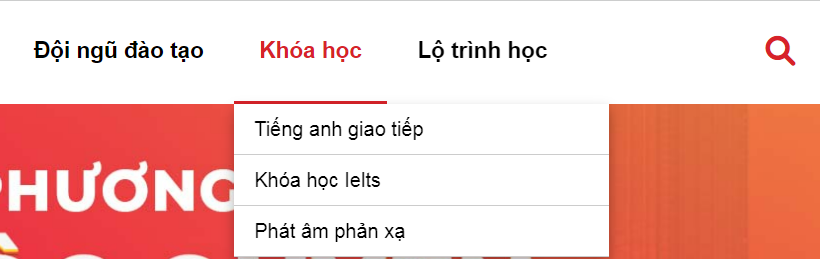 Đội ngũ đào tạo Khóa học Lộ trình học
Tiếng anh giao tiếp
Khóa học Ielts
PHƯƠNG
Phát âm phản xạ